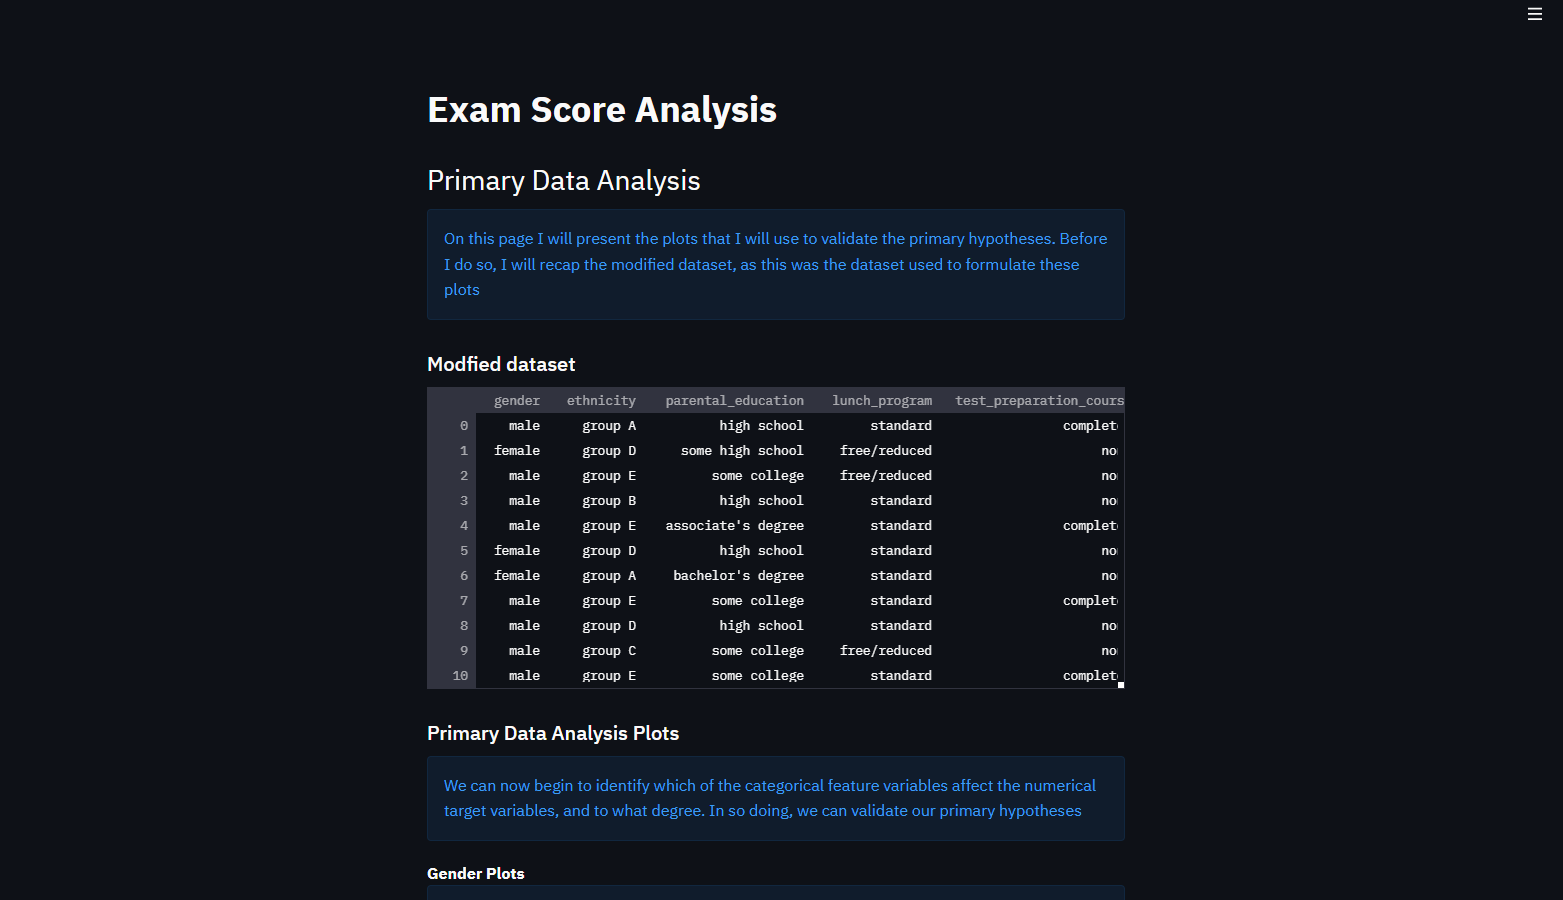 Exam Score Analysis
Primary Data Analysis
On this page I will present the plots that I will use to validate the primary hypotheses. Before
I do so, I will recap the modified dataset, as this was the dataset used to formulate these
plots
Modfied dataset
gender ethnicity parental_education lunch_program test_preparation_cours
0 male group A high school standard complet
1 female group D some high school free/reduced no
2 male group E some college free/reduced no
3 male group B high school standard no
4 male group E associate's degree standard complet
5 female group D high school standard no
6 female group A bachelor's degree standard no
7 male group E some college standard complet
8 male group D high school standard no
9 male group C some college free/reduced no
10 male group E some college standard complet
Primary Data Analysis Plots
We can now begin to identify which of the categorical feature variables affect the numerical
target variables, and to what degree. In so doing, we can validate our primary hypotheses
Gender Plots